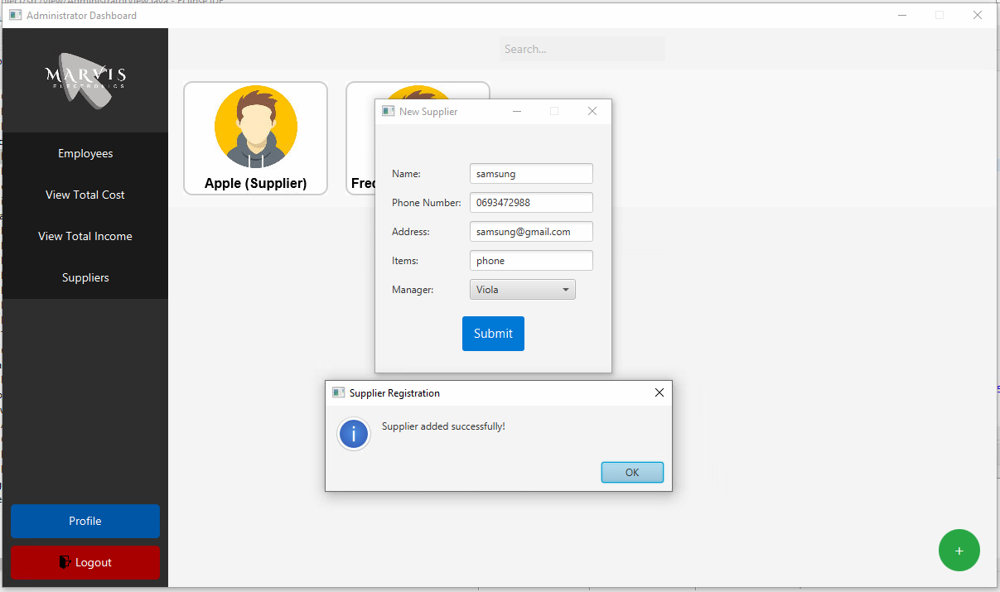 Administrator Dashboard
MARVIS
ELECTRONICS
Search...
Employees
View Total Cost
View Total Income
Suppliers
Apple (Supplier)
Fred
New Supplier
Name:
samsung
Phone Number:
0693472988
Address:
samsung@gmail.com
Items:
phone
Manager:
Viola
Submit
Supplier Registration
Supplier added successfully!
OK
Profile
Logout
+